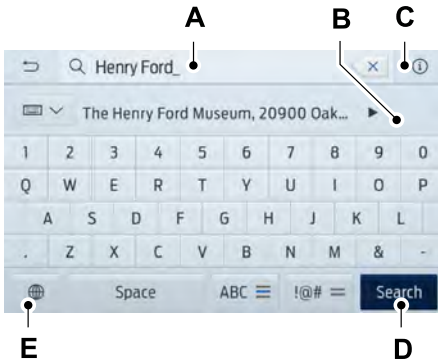 A
B
C
Henry Ford_
The Henry Ford Museum, 20900 Oak...
1 2 3 4 5 6 7 8 9 0
Q W E R T Y U I O P
A S D F G H J K L
. Z X C V B N M & -
Space ABC !@# Search
E
D